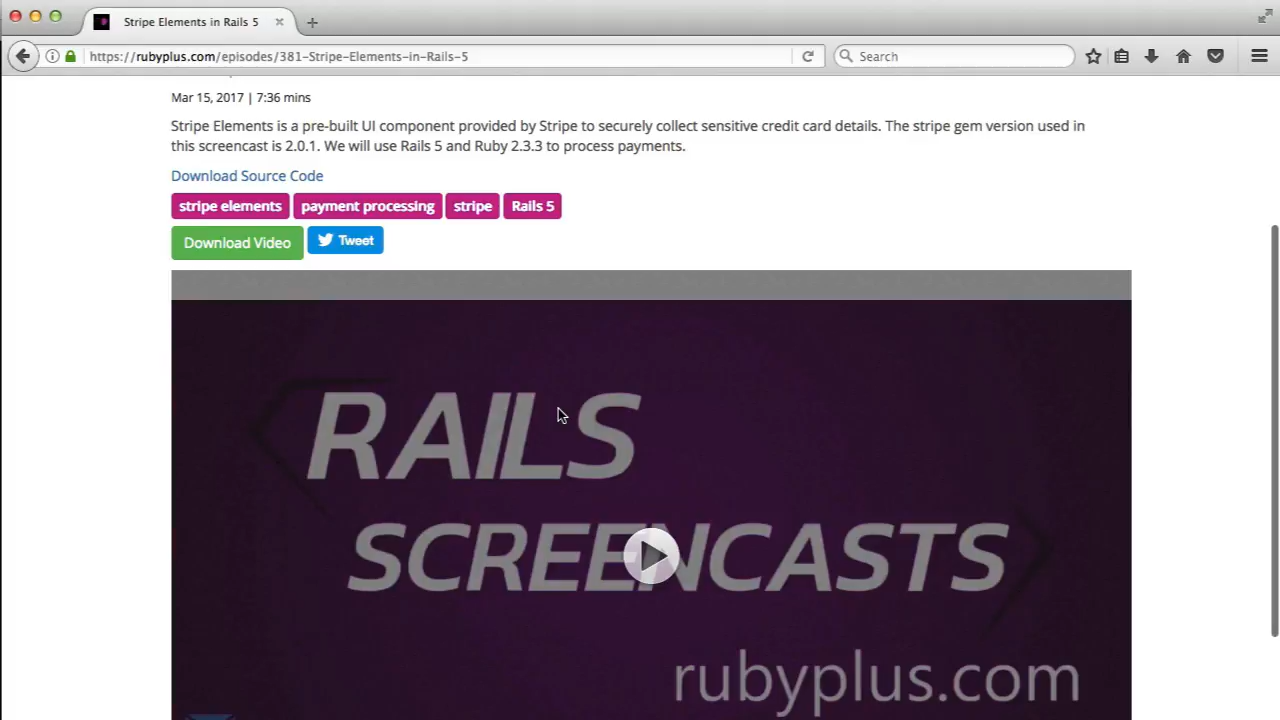 Stripe Elements in Rails 5
https://rubyplus.com/episodes/381-Stripe-Elements-in-Rails-5
Search
Mar 15, 2017 | 7:36 mins
Stripe Elements is a pre-built UI component provided by Stripe to securely collect sensitive credit card details. The stripe gem version used in
this screencast is 2.0.1. We will use Rails 5 and Ruby 2.3.3 to process payments.
Download Source Code
stripe elements payment processing stripe Rails 5
Download Video Tweet
RAILS
SCREENCASTS
rubyplus.com